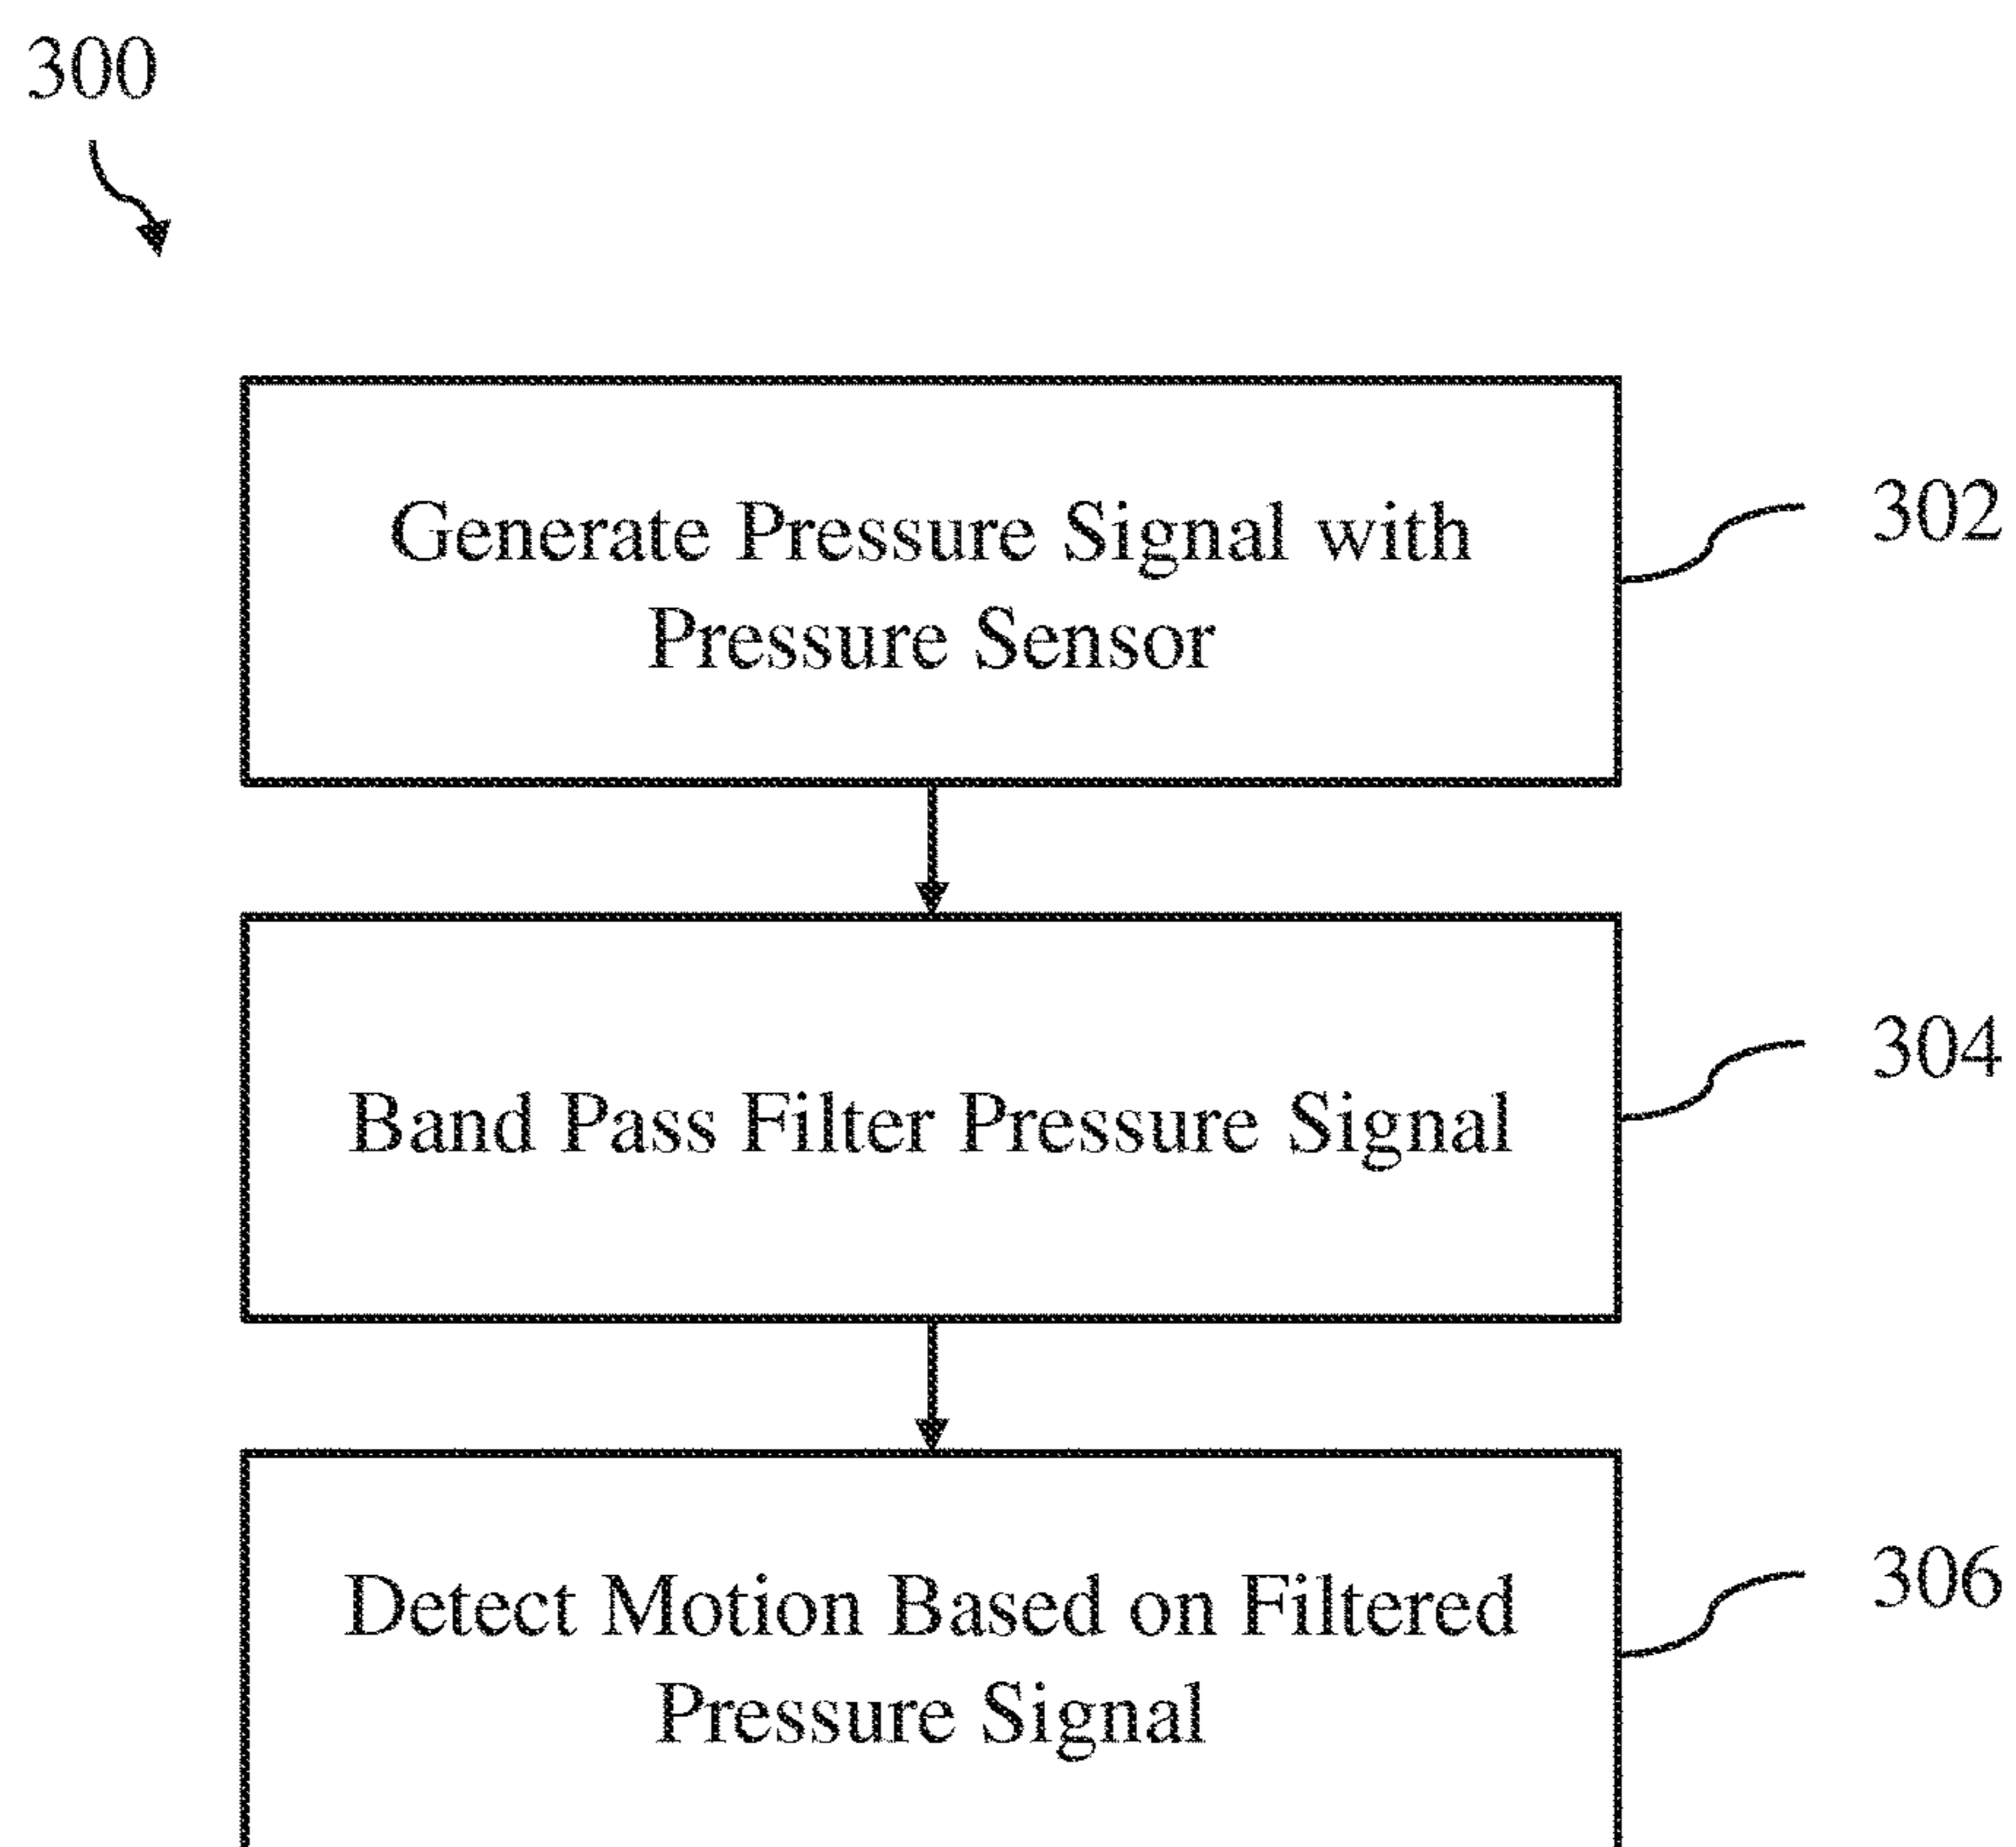 300
Generate Pressure Signal with
Pressure Sensor
302
Band Pass Filter Pressure Signal
304
Detect Motion Based on Filtered
Pressure Signal
306